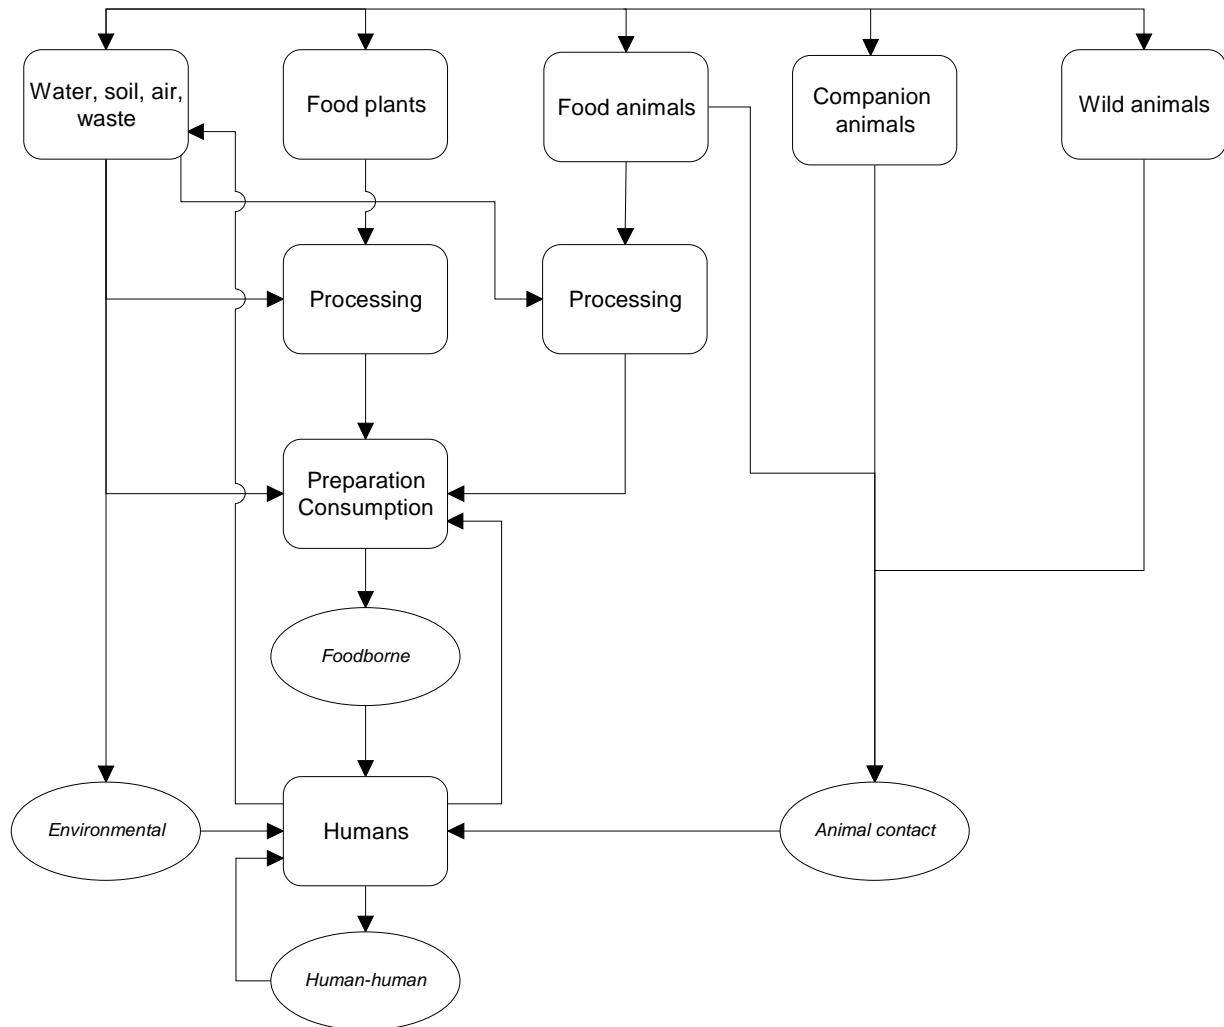 Water, soil, air,
waste
Food plants
Food animals
Companion
animals
Wild animals
Processing
Processing
Preparation
Consumption
Foodborne
Environmental
Humans
Animal contact
Human-human